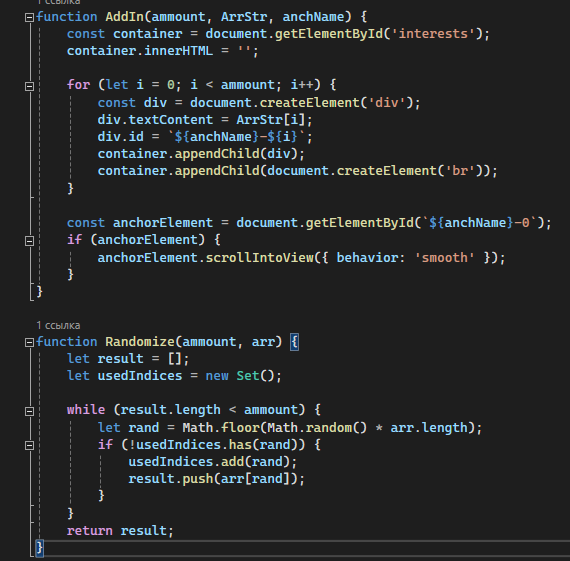 1 ссылка
function AddIn(ammount, ArrStr, anchName) {
    const container = document.getElementById('interests');
    container.innerHTML = '';
    for (let i = 0; i < ammount; i++) {
        const div = document.createElement('div');
        div.textContent = ArrStr[i];
        div.id = `${anchName}-${i}`;
        container.appendChild(div);
        container.appendChild(document.createElement('br'));
    }
    const anchorElement = document.getElementById(`${anchName}-0`);
    if (anchorElement) {
        anchorElement.scrollIntoView({ behavior: 'smooth' });
    }
}
1 ссылка
function Randomize(ammount, arr) {
    let result = [];
    let usedIndices = new Set();
    while (result.length < ammount) {
        let rand = Math.floor(Math.random() * arr.length);
        if (!usedIndices.has(rand)) {
            usedIndices.add(rand);
            result.push(arr[rand]);
        }
    }
    return result;
}